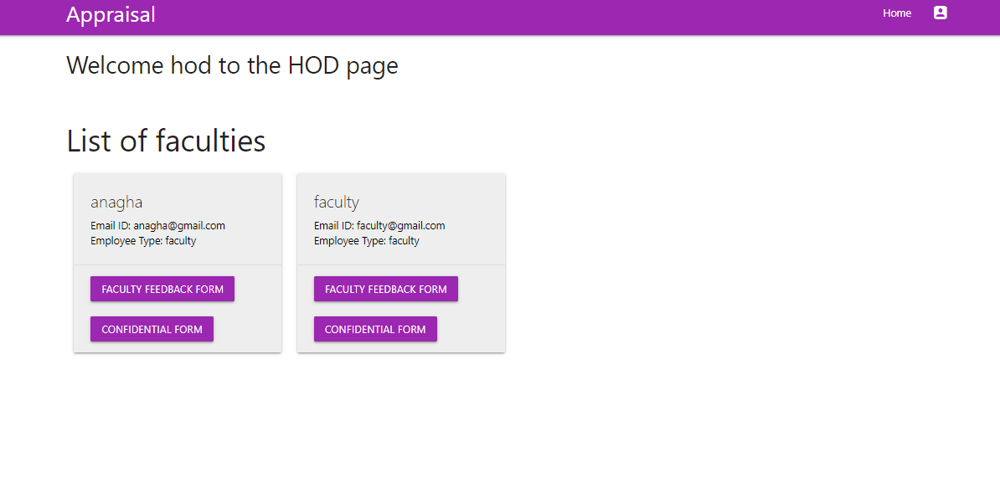 Appraisal
Home
Welcome hod to the HOD page
List of faculties
anagha
Email ID: anagha@gmail.com
Employee Type: faculty
FACULTY FEEDBACK FORM
CONFIDENTIAL FORM
faculty
Email ID: faculty@gmail.com
Employee Type: faculty
FACULTY FEEDBACK FORM
CONFIDENTIAL FORM